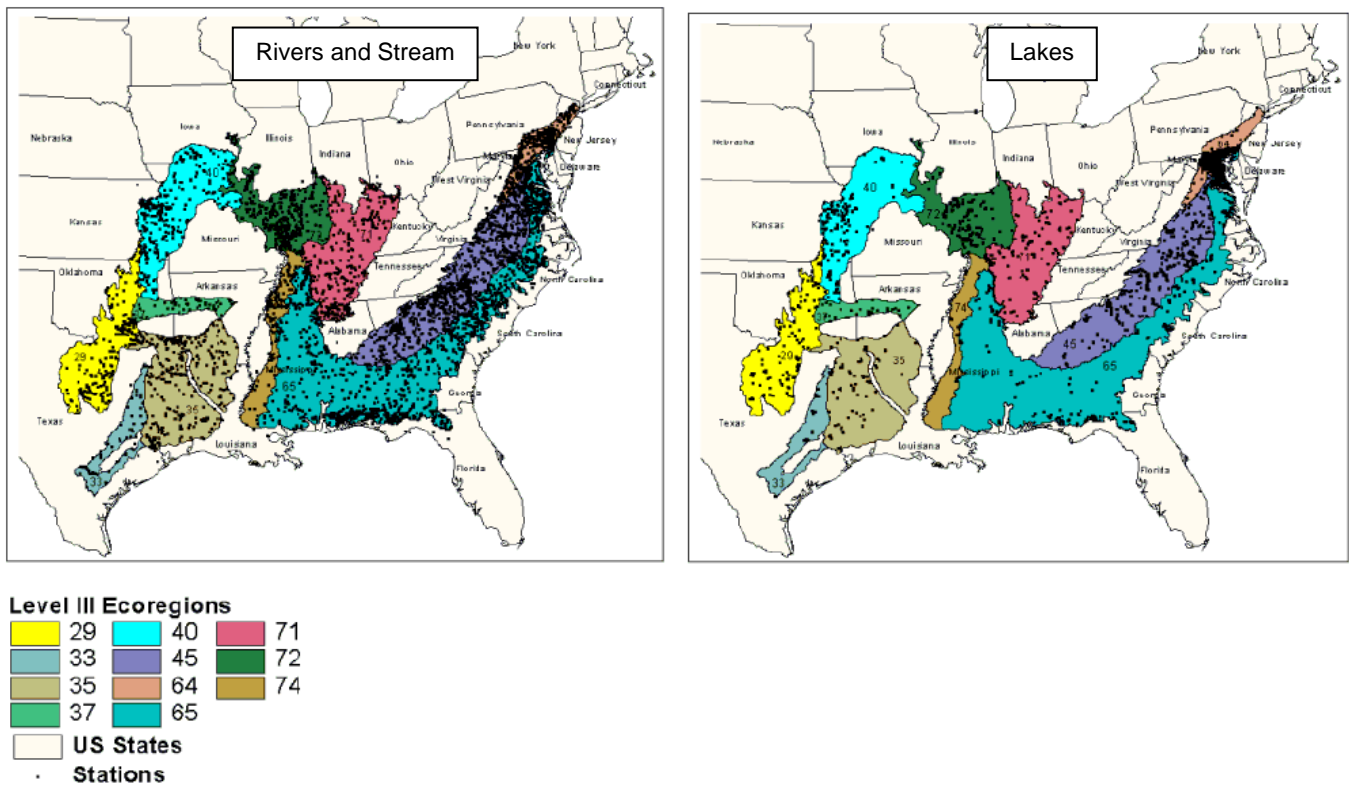 Rivers and Stream
New York
Connecticut
Nebraska
Iowa
Illinois
Indiana
Ohio
Pennsylvania
New Jersey
Delaware
West Virginia
40
Kansas
Missouri
72
71
Kentucky
Virginia
Oklahoma
Arkansas
Tennessee
North Carolina
South Carolina
Alabama
29
Mississippi
65
Georgia
Texas
35
Louisiana
33
Florida
Lakes
New York
Connecticut
Nebraska
Iowa
Illinois
Indiana
Ohio
Pennsylvania
New Jersey
64
Delaware
West Virginia
40
Kansas
Missouri
72
Kentucky
Virginia
Oklahoma
Arkansas
Tennessee
North Carolina
37
74
Alabama
South Carolina
29
35
45
Mississippi
65
Georgia
Texas
Louisiana
33
Florida
Level III Ecoregions
29 40 71
33 45 72
35 64 74
37 65
US States
Stations